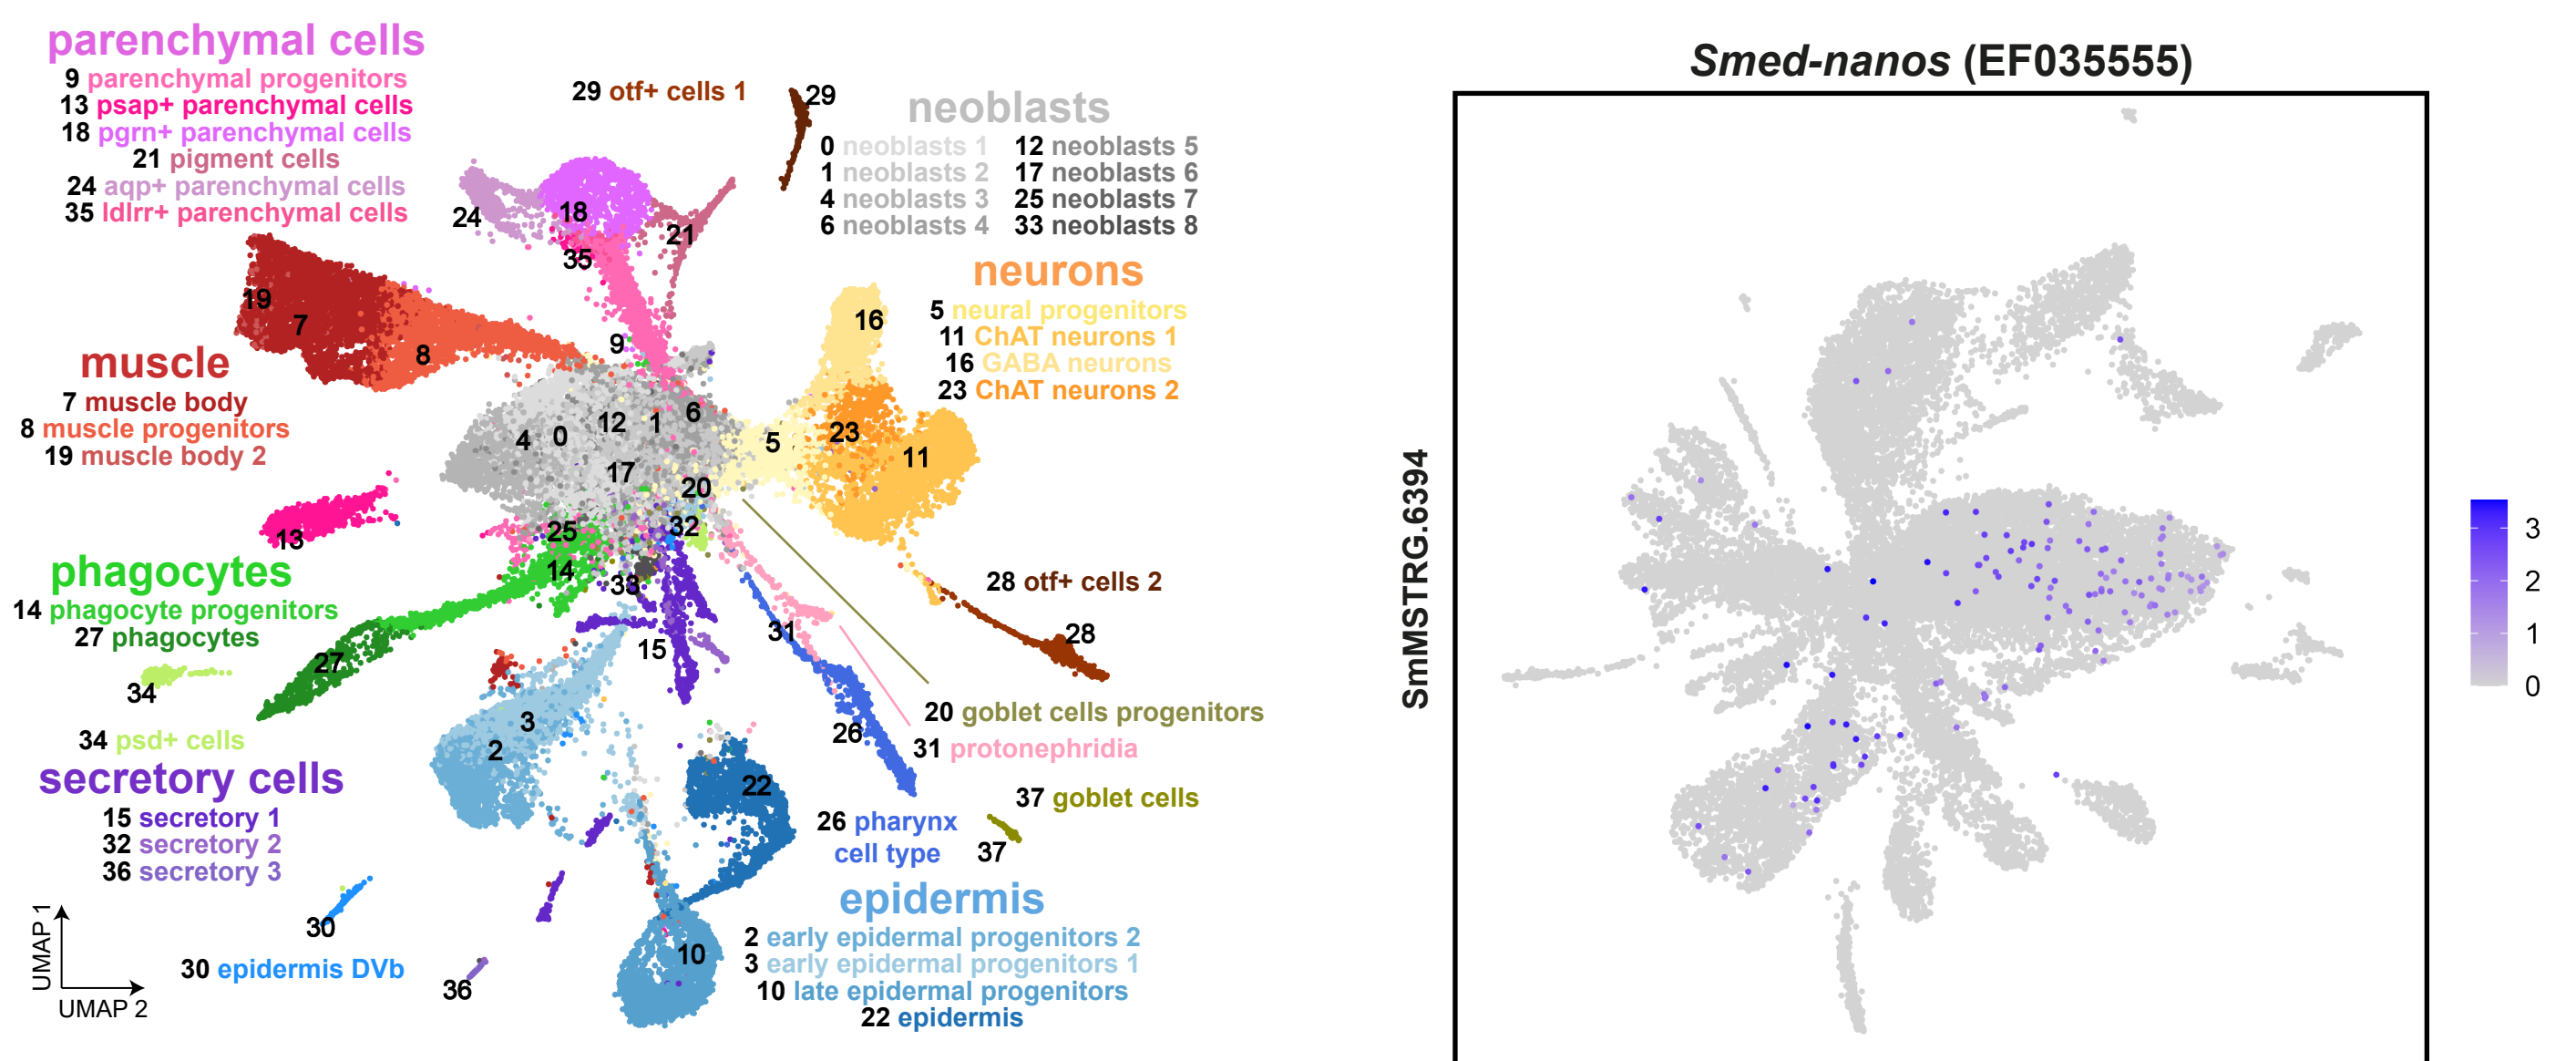 parenchymal cells
9 parenchymal progenitors
13 psap+ parenchymal cells
18 pgrn+ parenchymal cells
21 pigment cells
24 aqp+ parenchymal cells
35 ldlrr+ parenchymal cells
29 otf+ cells 1
29
neoblasts
0 neoblasts 1 12 neoblasts 5
1 neoblasts 2 17 neoblasts 6
4 neoblasts 3 25 neoblasts 7
6 neoblasts 4 33 neoblasts 8
24
18
21
35
19
7
8
9
muscle
7 muscle body
8 muscle progenitors
19 muscle body 2
neurons
5 neural progenitors
11 ChAT neurons 1
16 GABA neurons
23 ChAT neurons 2
16
4
0
12
1
6
17
5
23
11
20
13
25
32
14
33
phagocytes
14 phagocyte progenitors
27 phagocytes
27
34
34 psd+ cells
15
31
28 otf+ cells 2
28
20 goblet cells progenitors
31 protonephridia
26
secretory cells
15 secretory 1
32 secretory 2
36 secretory 3
3
2
22
26 pharynx
cell type
37 goblet cells
37
30
30 epidermis DVb
36
10
epidermis
2 early epidermal progenitors 2
3 early epidermal progenitors 1
10 late epidermal progenitors
22 epidermis
UMAP 1
UMAP 2
Smed-nanos (EF035555)
SmMSTRG.6394
3
2
1
0